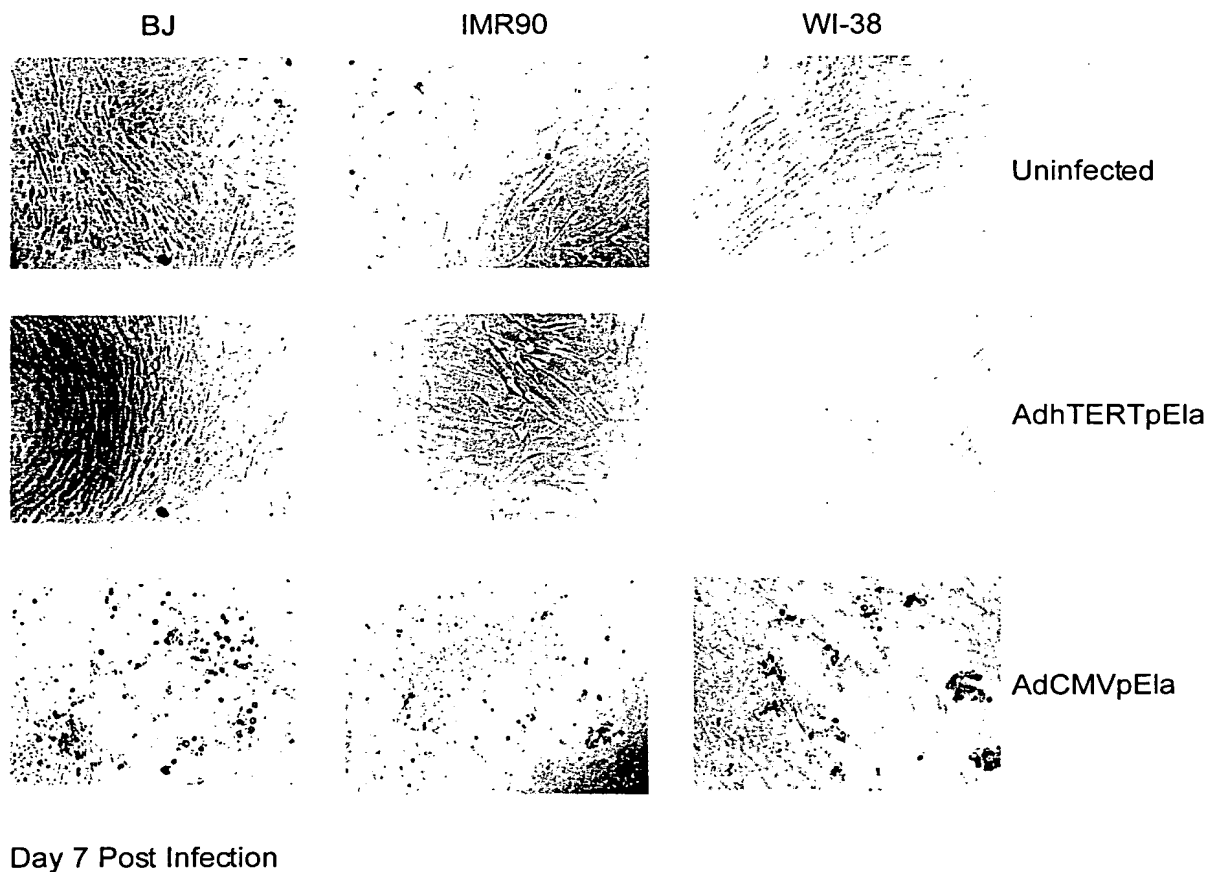 BJ
IMR90
WI-38
Uninfected
AdhTERTpEla
AdCMVpEla
Day 7 Post Infection